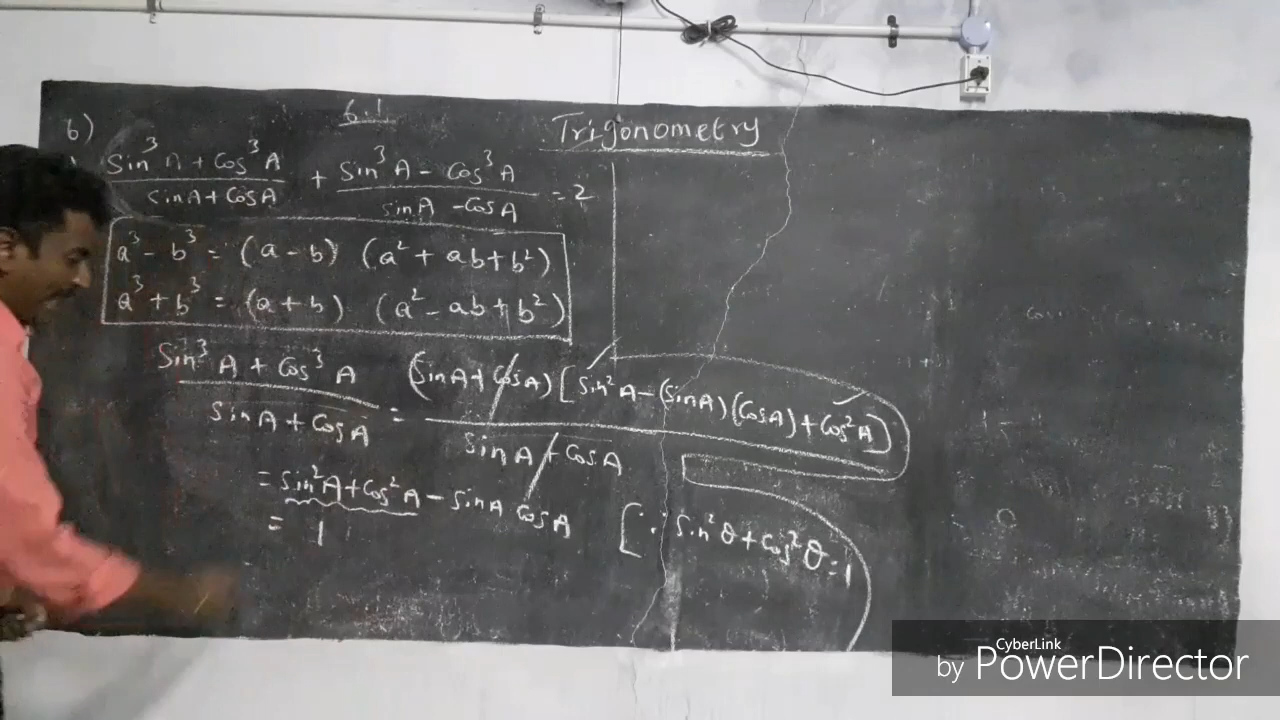 6.1
Trigonometry
6)
Sin³A + Cos³A / sinA + CosA + Sin³A - Cos³A / sinA - CosA = 2
a³ - b³ = (a - b) (a² + ab + b²)
a³ + b³ = (a + b) (a² - ab + b²)
Sin³A + Cos³A / SinA + CosA = (SinA + CosA) [Sin²A - (SinA)(CosA) + Cos²A] / SinA + CosA
= Sin²A + Cos²A - SinA CosA [∵ Sin²θ + Cos²θ = 1
= 1
CyberLink
by PowerDirector